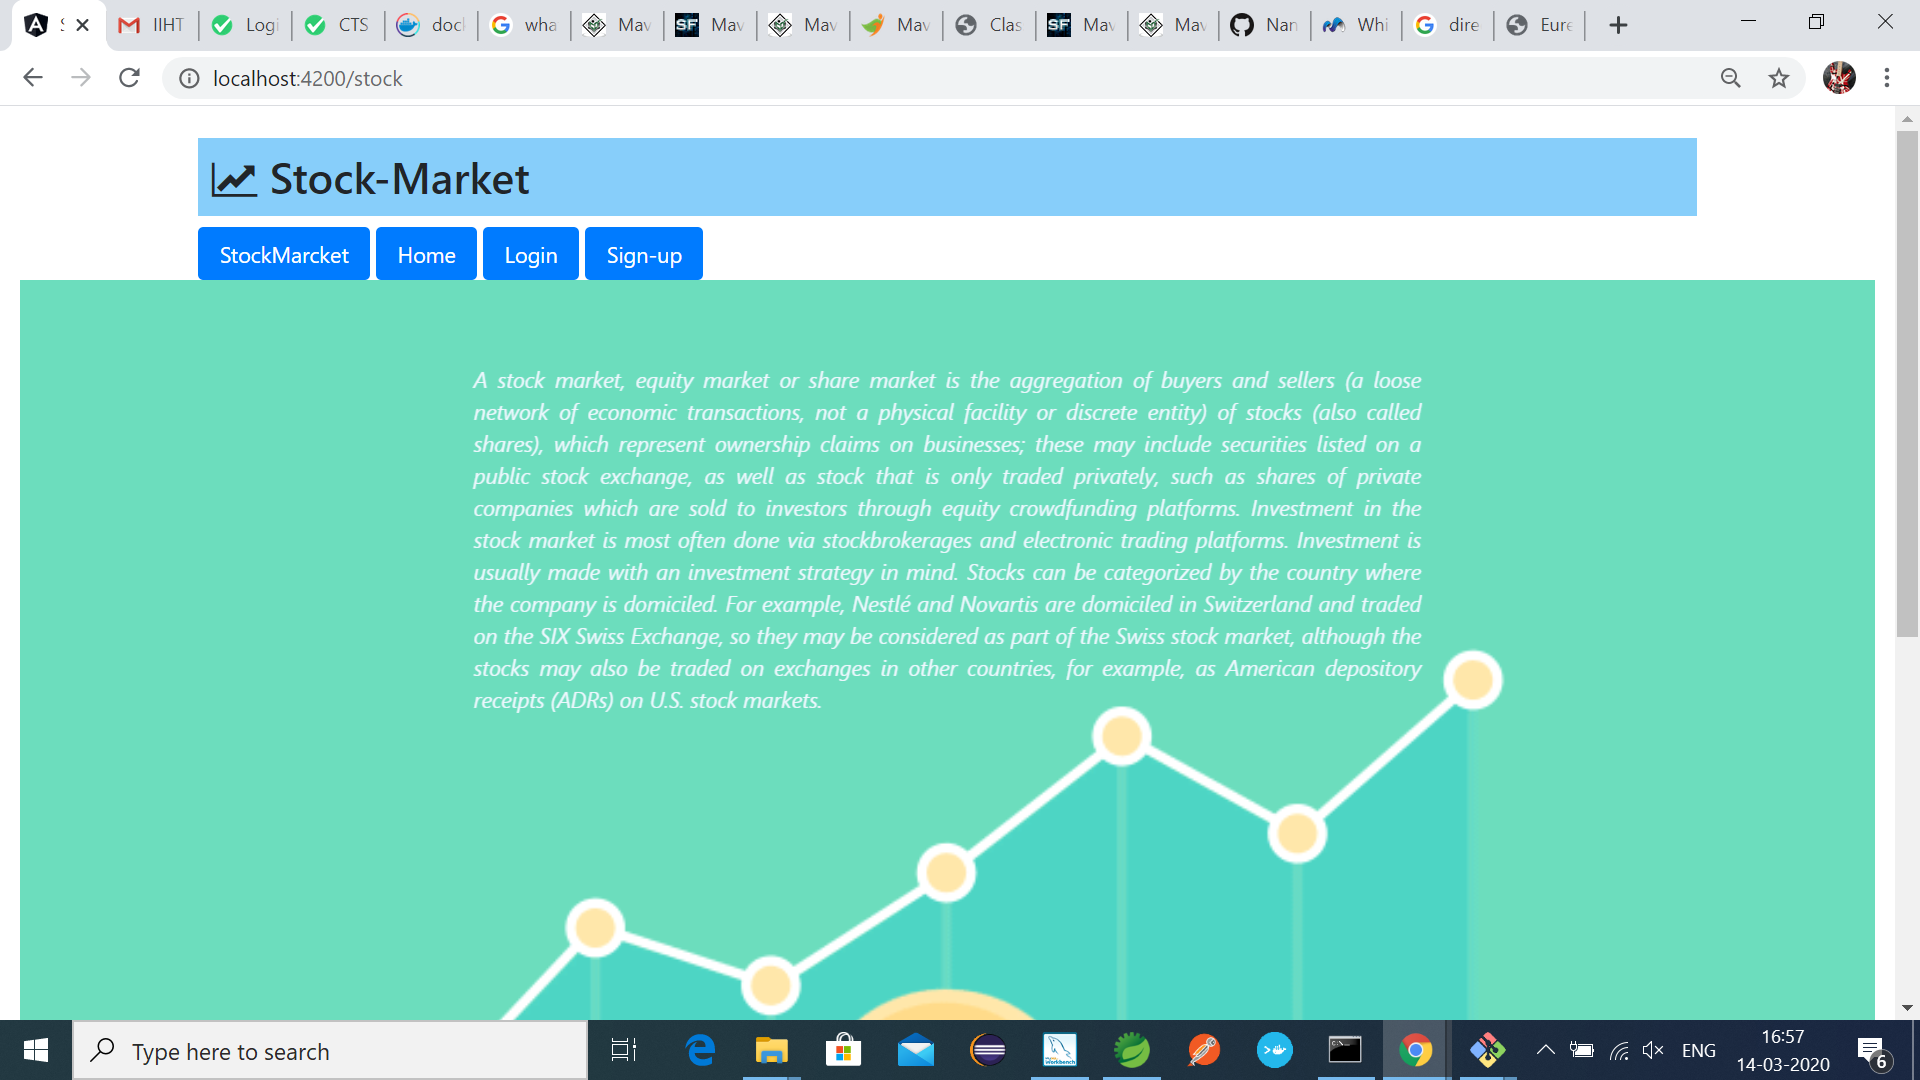 IIHT
Logi
CTS
doc
wha
Mav
Mav
Mav
Mav
Clas
Mav
Mav
Nan
Whi
dire
Eure
localhost:4200/stock
Stock-Market
StockMarcket
Home
Login
Sign-up
A stock market, equity market or share market is the aggregation of buyers and sellers (a loose
network of economic transactions, not a physical facility or discrete entity) of stocks (also called
shares), which represent ownership claims on businesses; these may include securities listed on a
public stock exchange, as well as stock that is only traded privately, such as shares of private
companies which are sold to investors through equity crowdfunding platforms. Investment in the
stock market is most often done via stockbrokerages and electronic trading platforms. Investment is
usually made with an investment strategy in mind. Stocks can be categorized by the country where
the company is domiciled. For example, Nestlé and Novartis are domiciled in Switzerland and traded
on the SIX Swiss Exchange, so they may be considered as part of the Swiss stock market, although the
stocks may also be traded on exchanges in other countries, for example, as American depository
receipts (ADRs) on U.S. stock markets.
Type here to search
ENG
16:57
14-03-2020
6